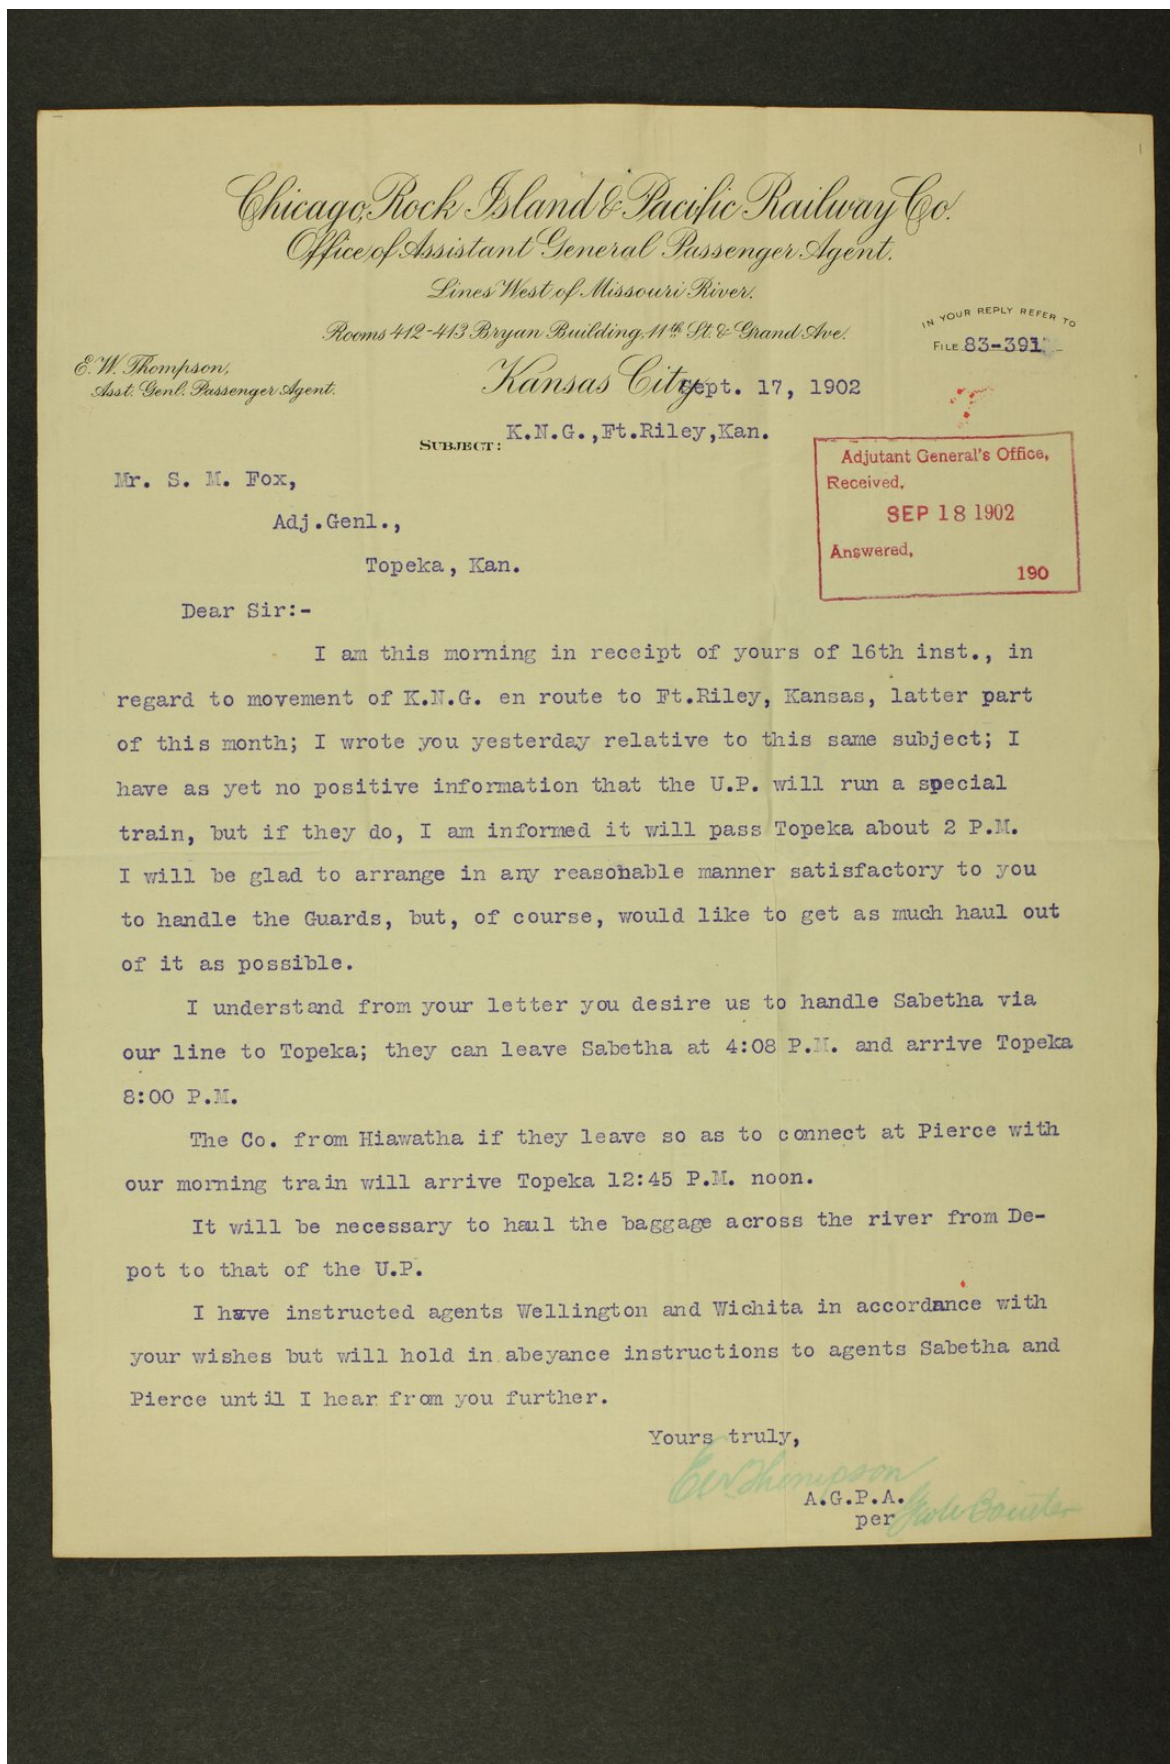 Chicago, Rock Island & Pacific Railway Co.
Office of Assistant General Passenger Agent.
Lines West of Missouri River.
Rooms 412-413 Bryan Building, 11th St. & Grand Ave.
IN YOUR REPLY REFER TO
FILE 83-391
E. W. Thompson,
Asst. Genl. Passenger Agent.
Kansas City, Sept. 17, 1902
SUBJECT: K.N.G.,Ft.Riley,Kan.
Adjutant General's Office,
Received,
SEP 18 1902
Answered,
190
Mr. S. M. Fox,
Adj.Genl.,
Topeka, Kan.
Dear Sir:-
I am this morning in receipt of yours of 16th inst., in
regard to movement of K.N.G. en route to Ft.Riley, Kansas, latter part
of this month; I wrote you yesterday relative to this same subject; I
have as yet no positive information that the U.P. will run a special
train, but if they do, I am informed it will pass Topeka about 2 P.M.
I will be glad to arrange in any reasonable manner satisfactory to you
to handle the Guards, but, of course, would like to get as much haul out
of it as possible.
I understand from your letter you desire us to handle Sabetha via
our line to Topeka; they can leave Sabetha at 4:08 P.M. and arrive Topeka
8:00 P.M.
The Co. from Hiawatha if they leave so as to connect at Pierce with
our morning train will arrive Topeka 12:45 P.M. noon.
It will be necessary to haul the baggage across the river from De-
pot to that of the U.P.
I have instructed agents Wellington and Wichita in accordance with
your wishes but will hold in abeyance instructions to agents Sabetha and
Pierce until I hear from you further.
Yours truly,
EW Thompson
A.G.P.A.
per